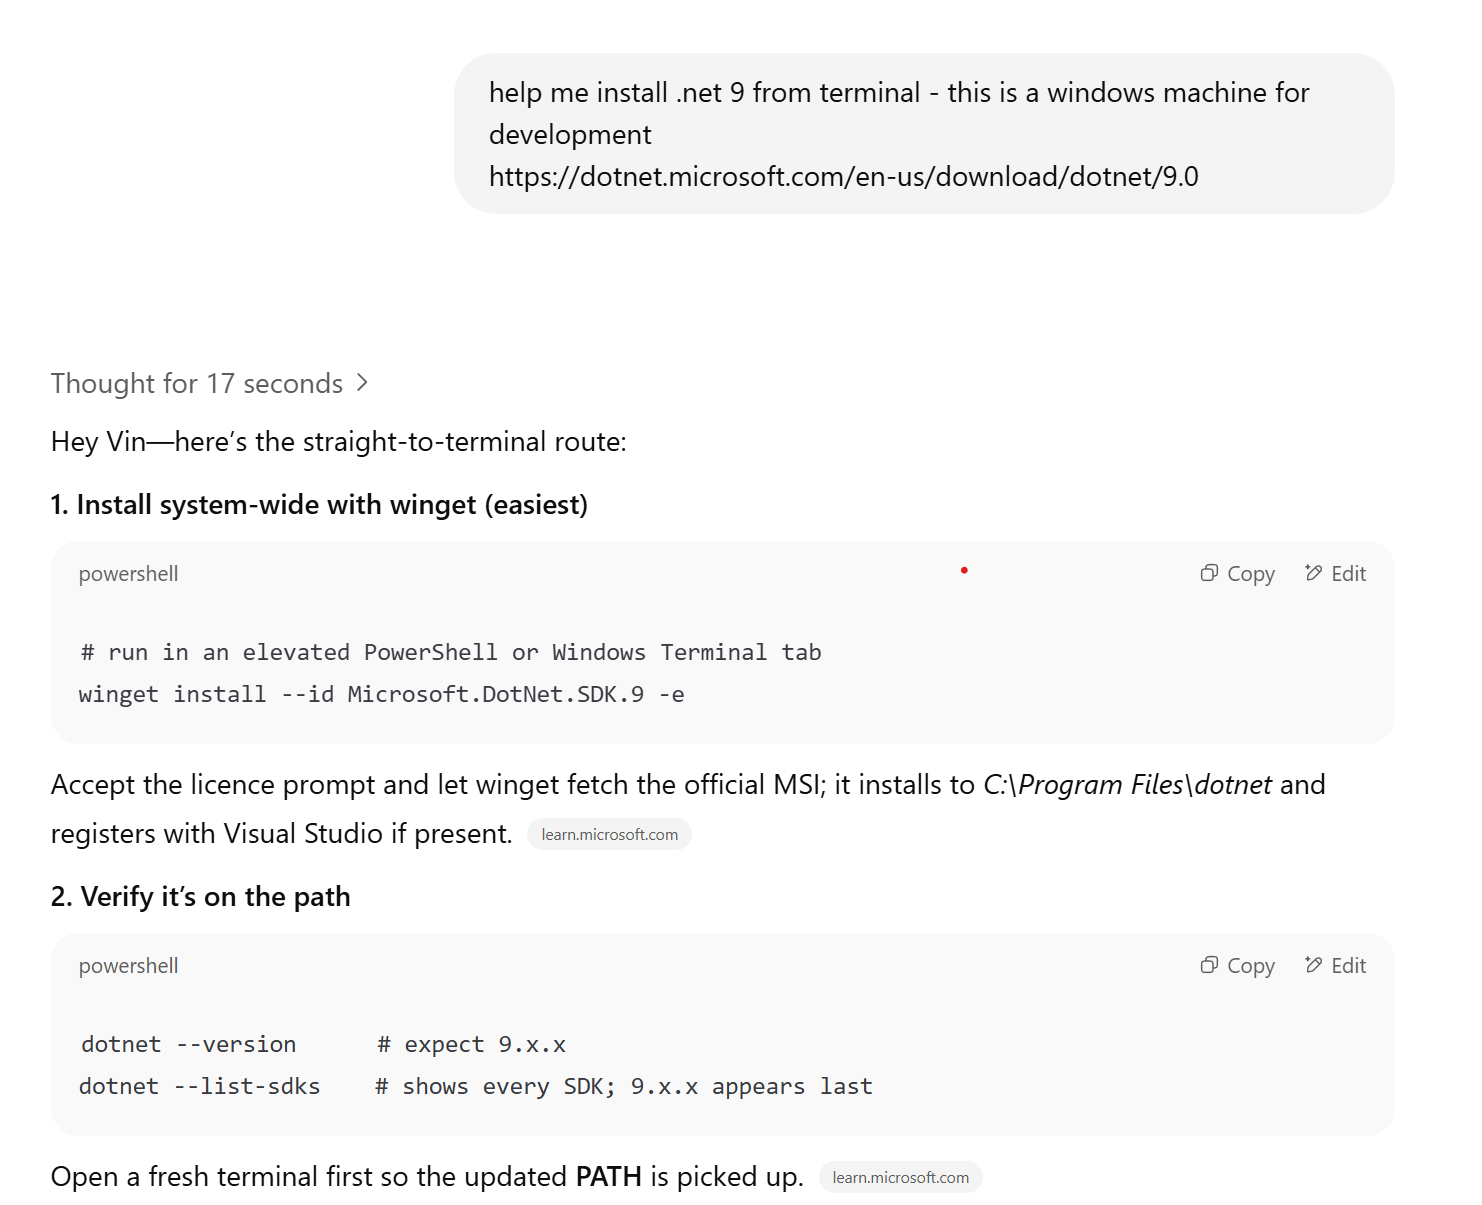 help me install .net 9 from terminal - this is a windows machine for
development
https://dotnet.microsoft.com/en-us/download/dotnet/9.0
Thought for 17 seconds >
Hey Vin—here’s the straight-to-terminal route:
1. Install system-wide with winget (easiest)
powershell
Copy
Edit
# run in an elevated PowerShell or Windows Terminal tab
winget install --id Microsoft.DotNet.SDK.9 -e
Accept the licence prompt and let winget fetch the official MSI; it installs to C:\Program Files\dotnet and
registers with Visual Studio if present. learn.microsoft.com
2. Verify it’s on the path
powershell
Copy
Edit
dotnet --version # expect 9.x.x
dotnet --list-sdks # shows every SDK; 9.x.x appears last
Open a fresh terminal first so the updated PATH is picked up. learn.microsoft.com